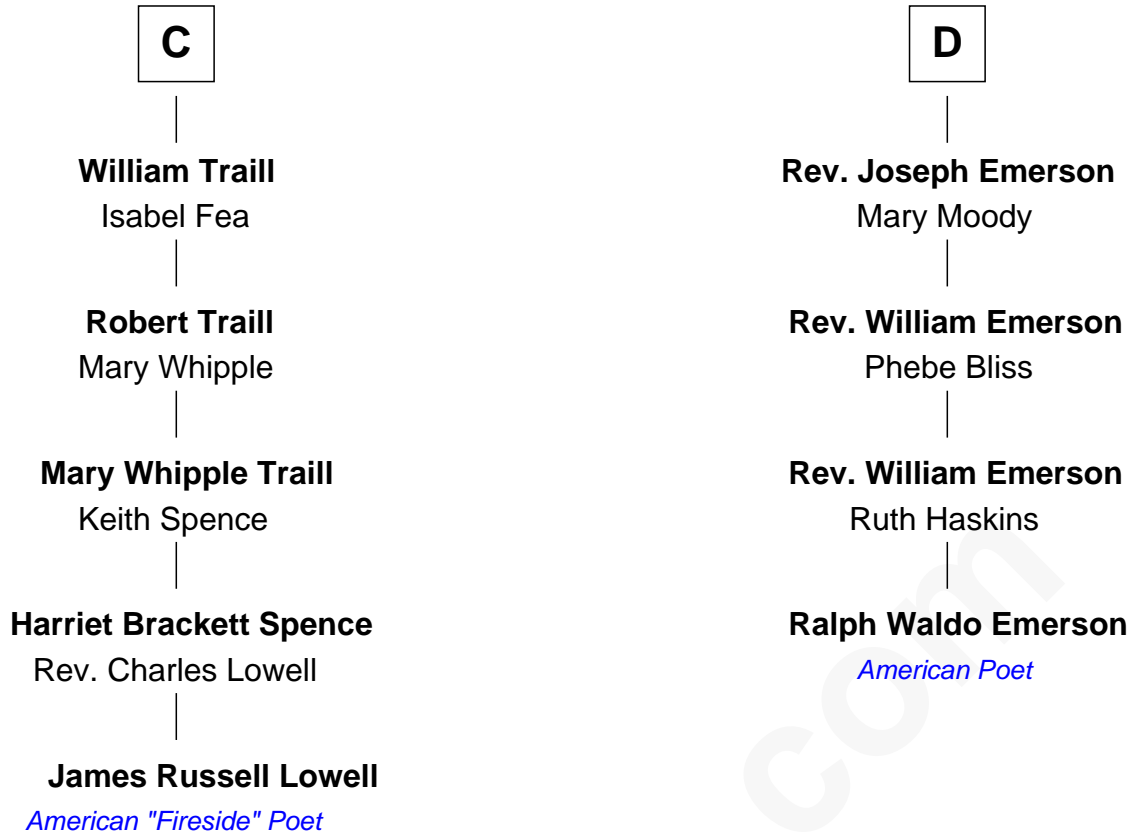 C
William Traill
Isabel Fea
Robert Traill
Mary Whipple
Mary Whipple Traill
Keith Spence
Harriet Brackett Spence
Rev. Charles Lowell
James Russell Lowell
American "Fireside" Poet
D
Rev. Joseph Emerson
Mary Moody
Rev. William Emerson
Phebe Bliss
Rev. William Emerson
Ruth Haskins
Ralph Waldo Emerson
American Poet
com